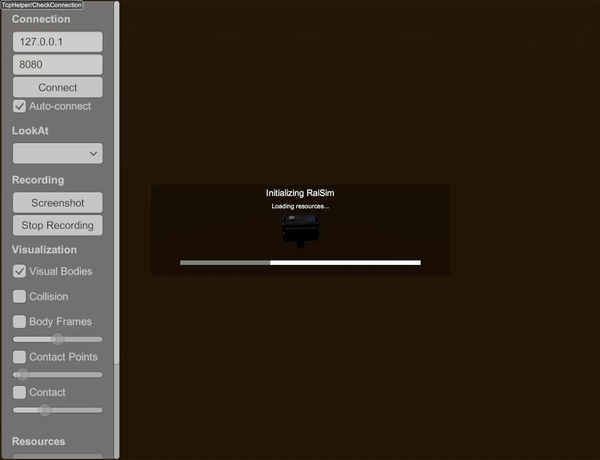 TcpHelper/CheckConnection
Connection
127.0.0.1
8080
Connect
Auto-connect
LookAt
Recording
Screenshot
Stop Recording
Visualization
Visual Bodies
Collision
Body Frames
Contact Points
Contact
Resources
Initializing RaiSim
Loading resources...